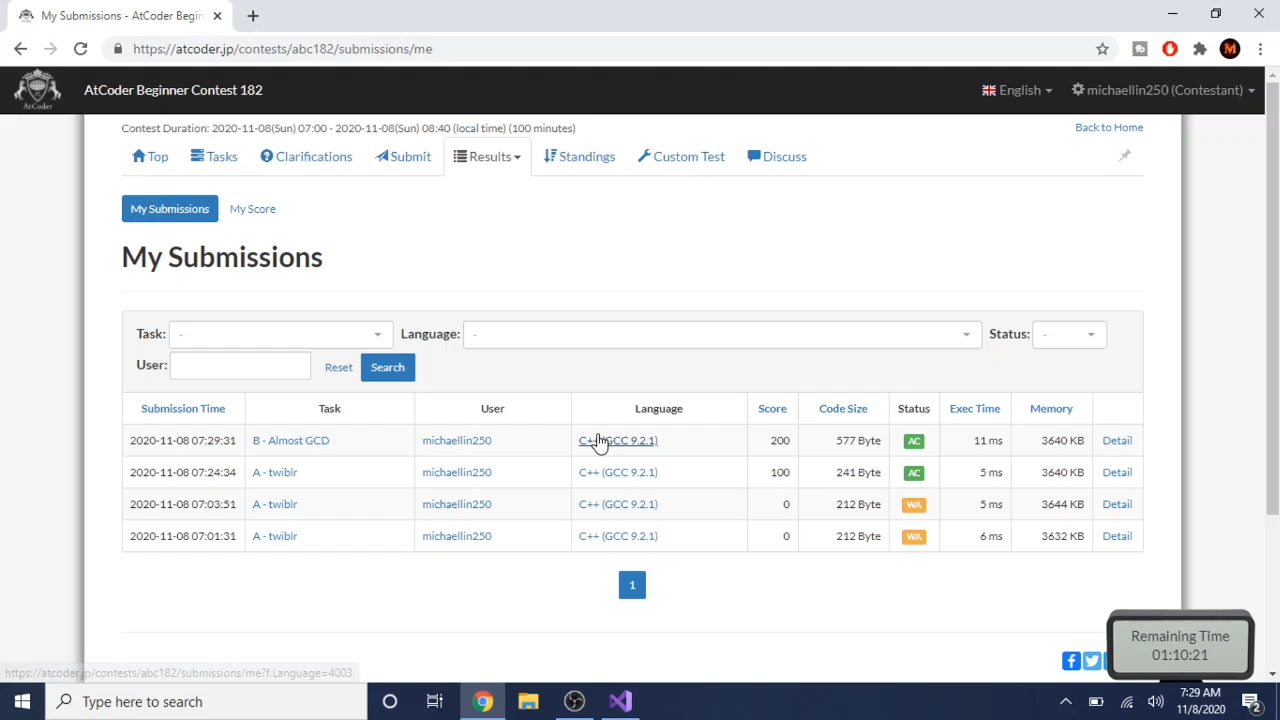 My Submissions - AtCoder Begin
https://atcoder.jp/contests/abc182/submissions/me
AtCoder
AtCoder Beginner Contest 182
English
michaellin250 (Contestant)
Contest Duration: 2020-11-08(Sun) 07:00 - 2020-11-08(Sun) 08:40 (local time) (100 minutes)
Back to Home
Top Tasks Clarifications Submit Results Standings Custom Test Discuss
My Submissions My Score
My Submissions
Task: - Language: - Status: -
User: Reset Search
Submission Time Task User Language Score Code Size Status Exec Time Memory
2020-11-08 07:29:31 B - Almost GCD michaellin250 C++ (GCC 9.2.1) 200 577 Byte AC 11 ms 3640 KB Detail
2020-11-08 07:24:34 A - twiblr michaellin250 C++ (GCC 9.2.1) 100 241 Byte AC 5 ms 3640 KB Detail
2020-11-08 07:03:51 A - twiblr michaellin250 C++ (GCC 9.2.1) 0 212 Byte WA 5 ms 3644 KB Detail
2020-11-08 07:01:31 A - twiblr michaellin250 C++ (GCC 9.2.1) 0 212 Byte WA 6 ms 3632 KB Detail
1
Remaining Time
01:10:21
https://atcoder.jp/contests/abc182/submissions/me?f.Language=4003
Type here to search
7:29 AM
11/8/2020
2